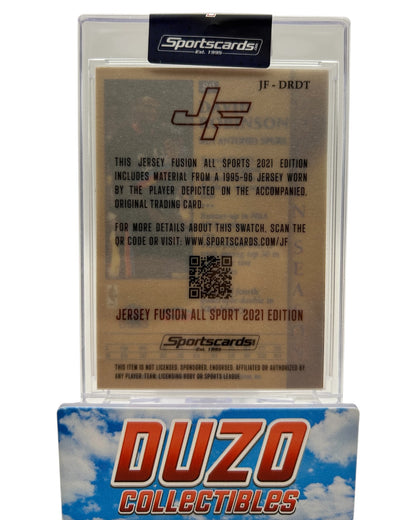 Sportscards.com
Est. 1995
JF - DRDT
JF
THIS JERSEY FUSION ALL SPORTS 2021 EDITION
INCLUDES MATERIAL FROM A 1995-96 JERSEY WORN
BY THE PLAYER DEPICTED ON THE ACCOMPANIED,
ORIGINAL TRADING CARD.
FOR MORE DETAILS ABOUT THIS SWATCH, SCAN THE
QR CODE OR VISIT: WWW.SPORTSCARDS.COM/JF
JERSEY FUSION ALL SPORT 2021 EDITION
Sportscards.com
Est. 1995
THIS ITEM IS NOT LICENSED, SPONSORED, ENDORSED, AFFILIATED OR AUTHORIZED BY
ANY PLAYER; TEAM; LICENSING BODY OR SPORTS LEAGUE.
DUZO
COLLECTIBLES